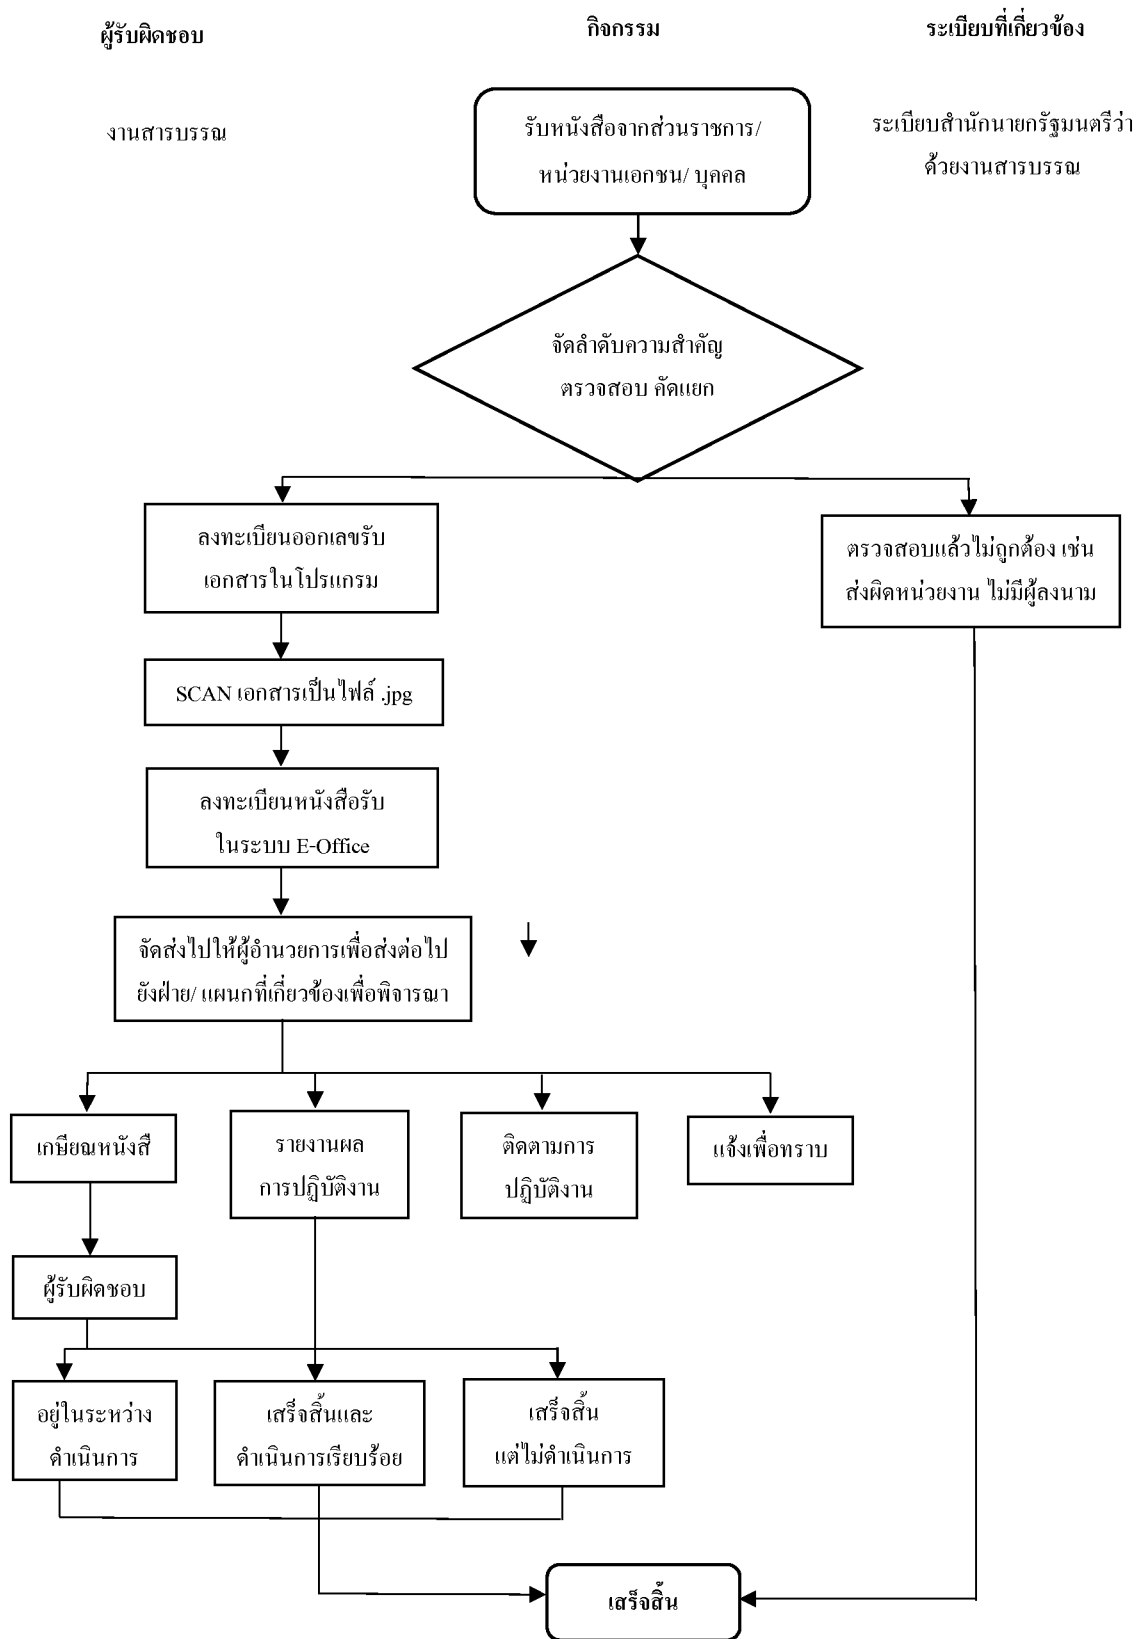 ผู้รับผิดชอบ
กิจกรรม
ระเบียบที่เกี่ยวข้อง
งานสารบรรณ
รับหนังสือจากส่วนราชการ/
หน่วยงานเอกชน/ บุคคล
ระเบียบสำนักนายกรัฐมนตรีว่า
ด้วยงานสารบรรณ
จัดลำดับความสำคัญ
ตรวจสอบ คัดแยก
ลงทะเบียนออกเลขรับ
เอกสารในโปรแกรม
ตรวจสอบแล้วไม่ถูกต้อง เช่น
ส่งผิดหน่วยงาน ไม่มีผู้ลงนาม
SCAN เอกสารเป็นไฟล์ .jpg
ลงทะเบียนหนังสือรับ
ในระบบ E-Office
จัดส่งไปให้ผู้อำนวยการเพื่อส่งต่อไป
ยังฝ่าย/ แผนกที่เกี่ยวข้องเพื่อพิจารณา
เกษียณหนังสื
รายงานผล
การปฏิบัติงาน
ติดตามการ
ปฏิบัติงาน
แจ้งเพื่อทราบ
ผู้รับผิดชอบ
อยู่ในระหว่าง
ดำเนินการ
เสร็จสิ้นและ
ดำเนินการเรียบร้อย
เสร็จสิ้น
แต่ไม่ดำเนินการ
เสร็จสิ้น